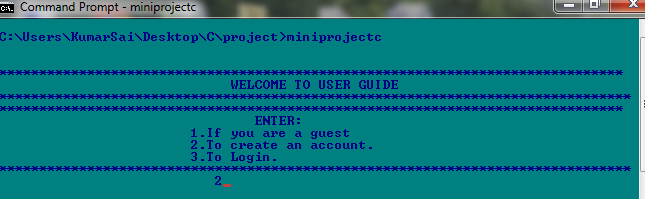 Command Prompt - miniprojectc
C:\Users\KumarSai\Desktop\C\project>miniprojectc
******************************************************************************
WELCOME TO USER GUIDE
*******************************************************************************
******************************************************************************
ENTER:
1.If you are a guest
2.To create an account.
3.To Login.
*******************************************************************************
2